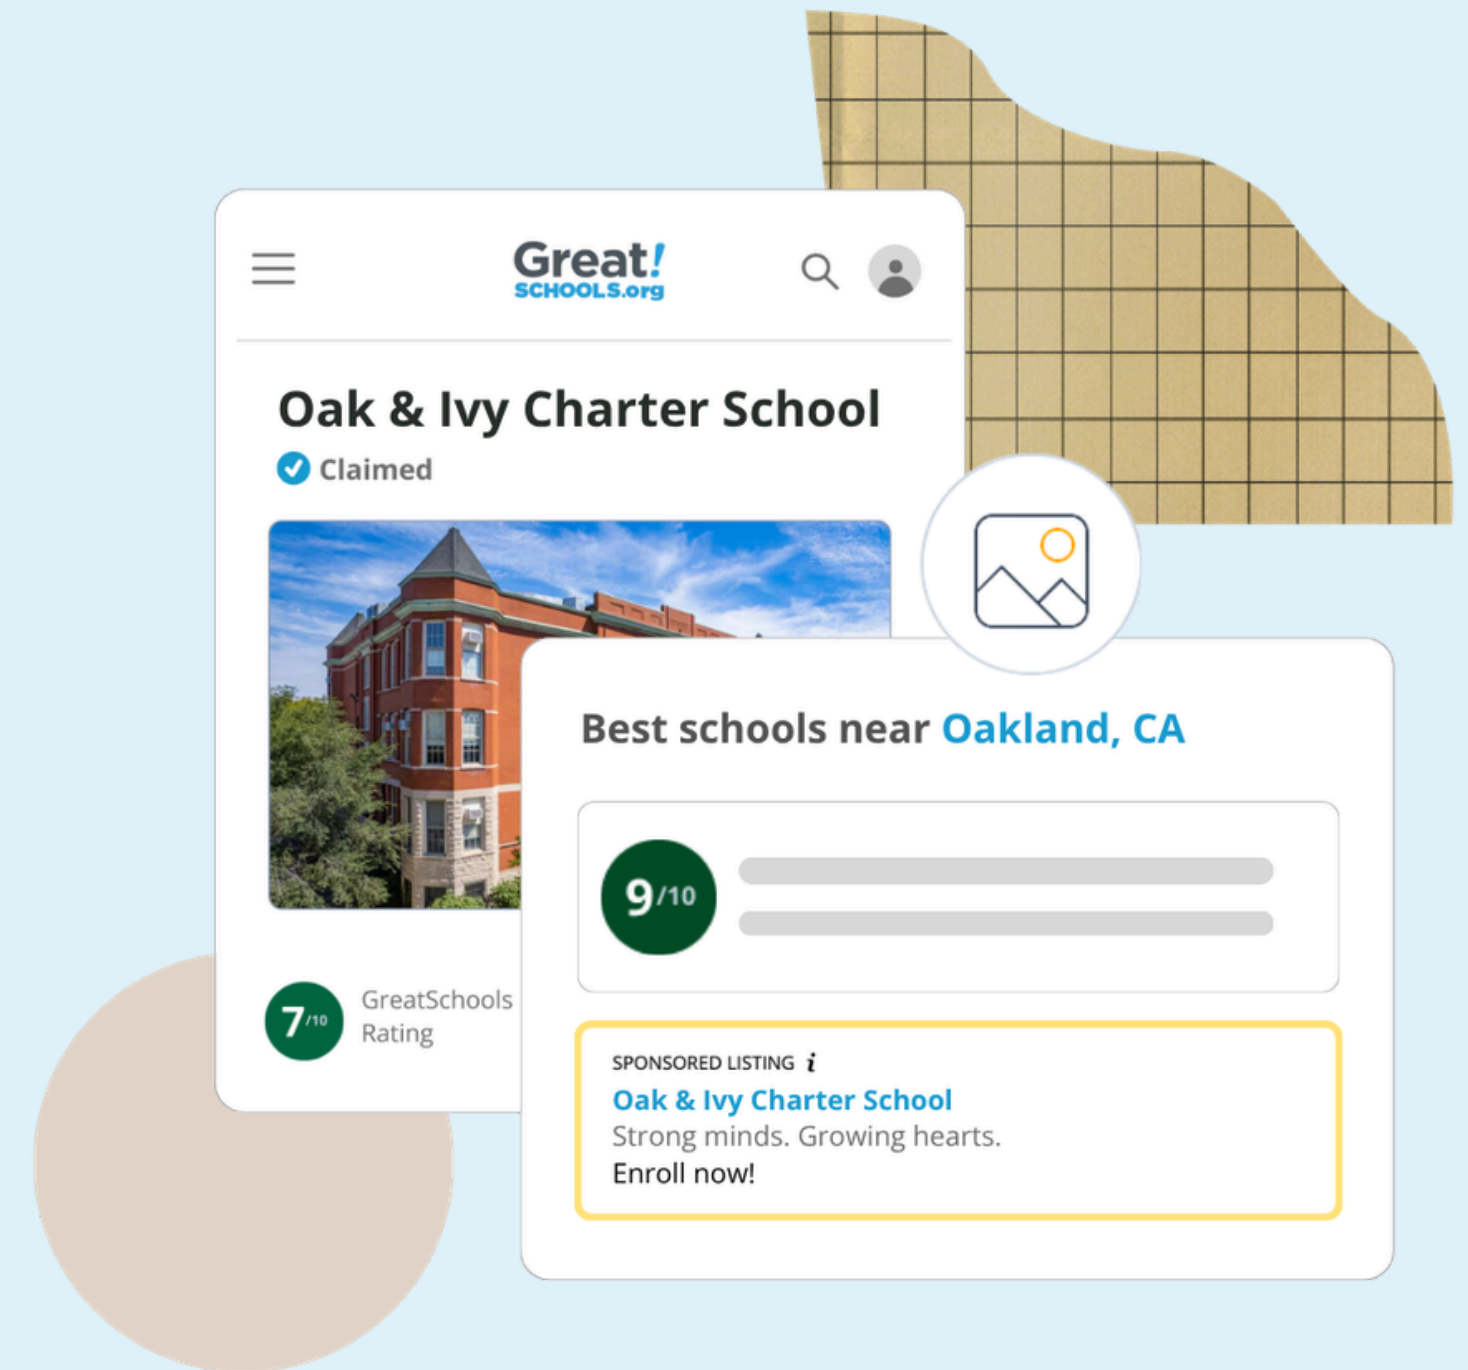 Great!
SCHOOLS.org
Oak & Ivy Charter School
Claimed
7/10
GreatSchools
Rating
Best schools near Oakland, CA
9/10
SPONSORED LISTING i
Oak & Ivy Charter School
Strong minds. Growing hearts.
Enroll now!